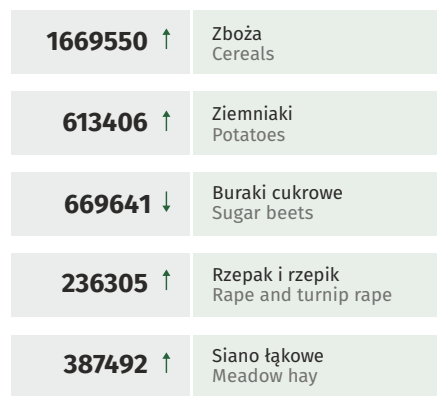 1669550 ↑
Zboża
Cereals
613406 ↑
Ziemniaki
Potatoes
669641 ↓
Buraki cukrowe
Sugar beets
236305 ↑
Rzepak i rzepik
Rape and turnip rape
387492 ↑
Siano łąkowe
Meadow hay